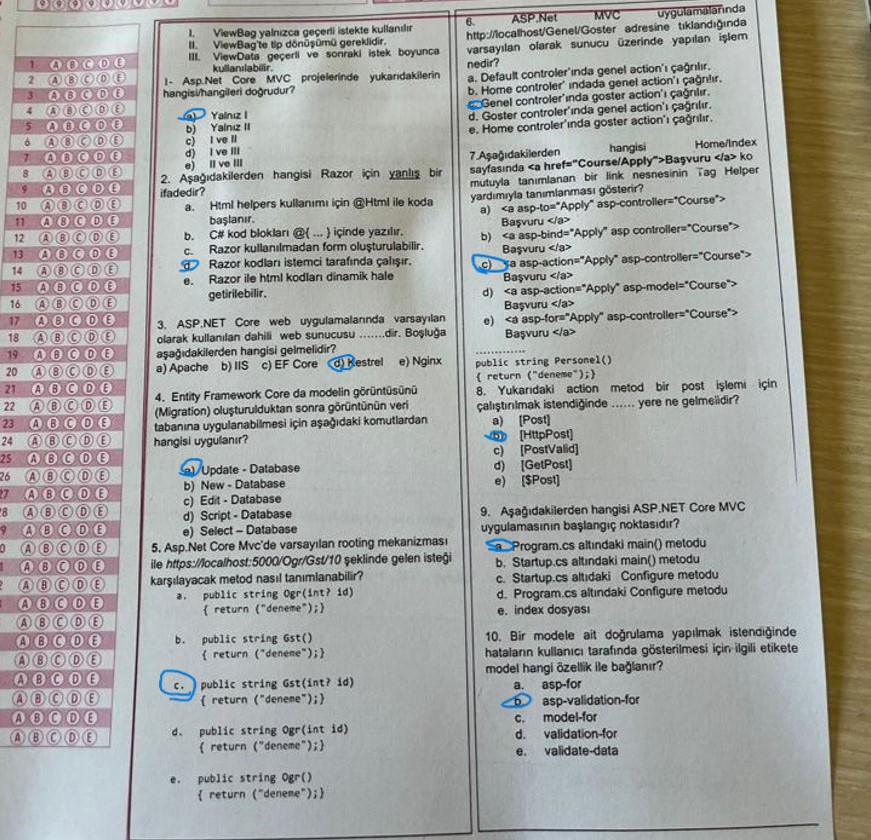 I. ViewBag yalnızca geçerli istekte kullanılır
II. ViewBag'te tip dönüşümü gereklidir.
III. ViewData geçerli ve sonraki istek boyunca
kullanılabilir.
1- Asp.Net Core MVC projelerinde yukarıdakilerin
hangisi/hangileri doğrudur?
a) Yalnız I
b) Yalnız II
c) I ve II
d) I ve III
e) II ve III
2. Aşağıdakilerden hangisi Razor için yanlış bir
ifadedir?
a. Html helpers kullanımı için @Html ile koda
başlanır.
b. C# kod blokları @{ ... } içinde yazılır.
c. Razor kullanılmadan form oluşturulabilir.
d. Razor kodları istemci tarafında çalışır.
e. Razor ile html kodları dinamik hale
getirilebilir.
3. ASP.NET Core web uygulamalarında varsayılan
olarak kullanılan dahili web sunucusu .......dir. Boşluğa
aşağıdakilerden hangisi gelmelidir?
a) Apache b) IIS c) EF Core d) Kestrel e) Nginx
4. Entity Framework Core da modelin görüntüsünü
(Migration) oluşturulduktan sonra görüntünün veri
tabanına uygulanabilmesi için aşağıdaki komutlardan
hangisi uygulanır?
a) Update - Database
b) New - Database
c) Edit - Database
d) Script - Database
e) Select – Database
5. Asp.Net Core Mvc'de varsayılan rooting mekanizması
ile https://localhost:5000/Ogr/Gst/10 şeklinde gelen isteği
karşılayacak metod nasıl tanımlanabilir?
a. public string Ogr(int? id)
{ return ("deneme");}
b. public string Gst()
{ return ("deneme");}
c. public string Gst(int? id)
{ return ("deneme");}
d. public string Ogr(int id)
{ return ("deneme");}
e. public string Ogr()
{ return ("deneme");}
6. ASP.Net MVC uygulamalarında
http://localhost/Genel/Goster adresine tıklandığında
varsayılan olarak sunucu üzerinde yapılan işlem
nedir?
a. Default controler'ında genel action'ı çağrılır.
b. Home controler' ındada genel action'ı çağrılır.
c. Genel controler'ında goster action'ı çağrılır.
d. Goster controler'ında genel action'ı çağrılır.
e. Home controler'ında goster action'ı çağrılır.
7.Aşağıdakilerden hangisi Home/Index
sayfasında <a href="Course/Apply">Başvuru </a> ko
mutuyla tanımlanan bir link nesnesinin Tag Helper
yardımıyla tanımlanması gösterir?
a) <a asp-to="Apply" asp-controller="Course">
Başvuru </a>
b) <a asp-bind="Apply" asp controller="Course">
Başvuru </a>
c) <a asp-action="Apply" asp-controller="Course">
Başvuru </a>
d) <a asp-action="Apply" asp-model="Course">
Başvuru </a>
e) <a asp-for="Apply" asp-controller="Course">
Başvuru </a>
.............
public string Personel()
{ return ("deneme");}
8. Yukarıdaki action metod bir post işlemi için
çalıştırılmak istendiğinde ...... yere ne gelmelidir?
a) [Post]
b) [HttpPost]
c) [PostValid]
d) [GetPost]
e) [$Post]
9. Aşağıdakilerden hangisi ASP.NET Core MVC
uygulamasının başlangıç noktasıdır?
a. Program.cs altındaki main() metodu
b. Startup.cs altındaki main() metodu
c. Startup.cs altıdaki Configure metodu
d. Program.cs altındaki Configure metodu
e. index dosyası
10. Bir modele ait doğrulama yapılmak istendiğinde
hataların kullanıcı tarafında gösterilmesi için ilgili etikete
model hangi özellik ile bağlanır?
a. asp-for
b. asp-validation-for
c. model-for
d. validation-for
e. validate-data